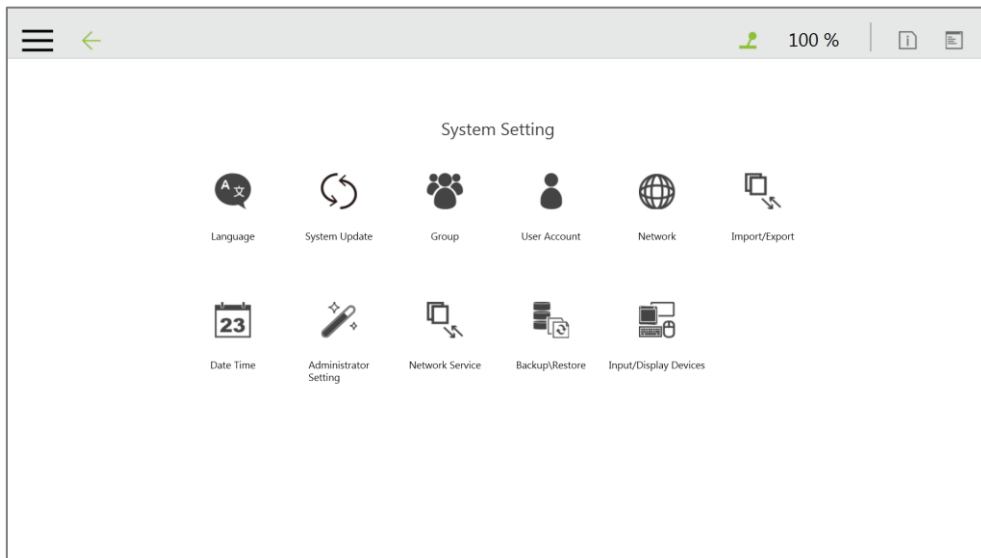 100 %
System Setting
A 文
Language
System Update
Group
User Account
Network
Import/Export
23
Date Time
Administrator
Setting
Network Service
Backup\Restore
Input/Display Devices